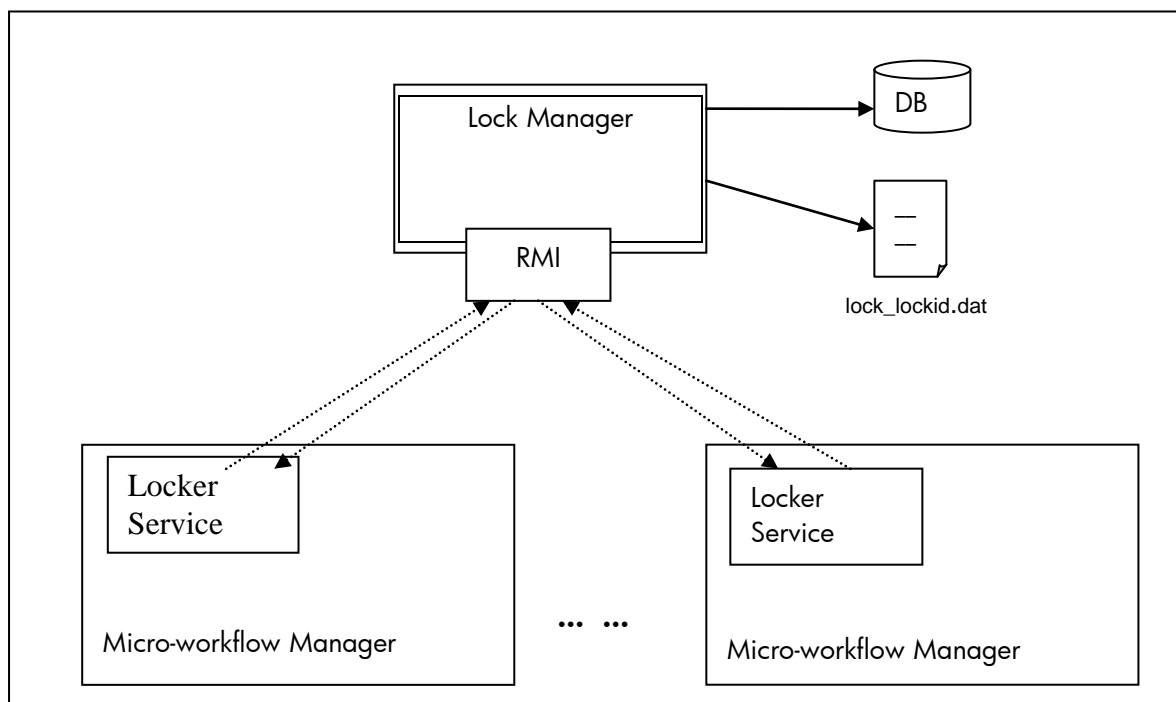 Lock Manager
DB
RMI
lock_lockid.dat
Locker
Service
Locker
Service
Micro-workflow Manager
... ...
Micro-workflow Manager